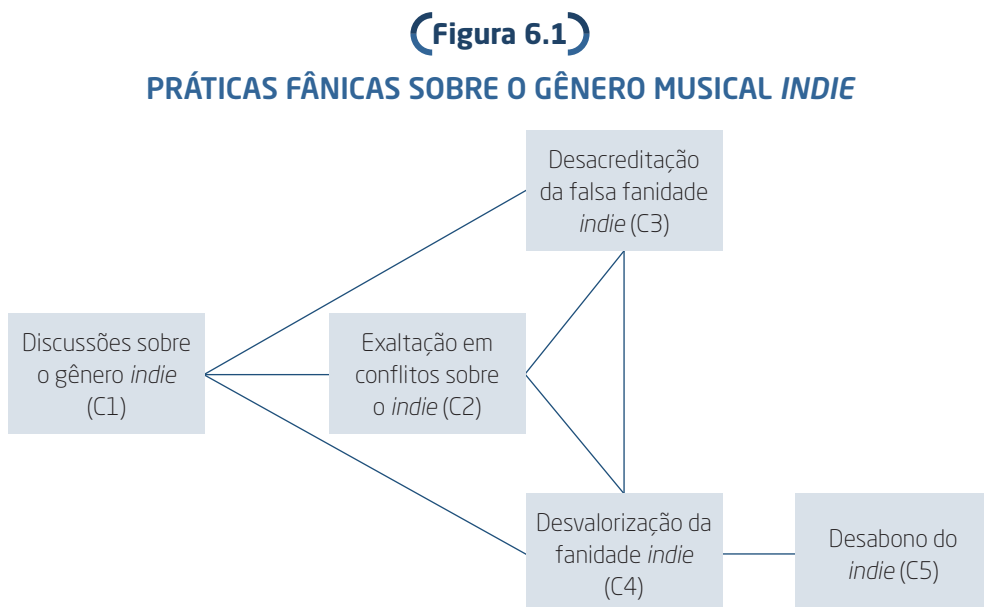 Figura 6.1
PRÁTICAS FÂNICAS SOBRE O GÊNERO MUSICAL INDIE
Desacreditação
da falsa fanidade
indie (C3)
Discussões sobre
o gênero indie
(C1)
Exaltação em
conflitos sobre
o indie (C2)
Desvalorização da
fanidade indie
(C4)
Desabono do
indie (C5)